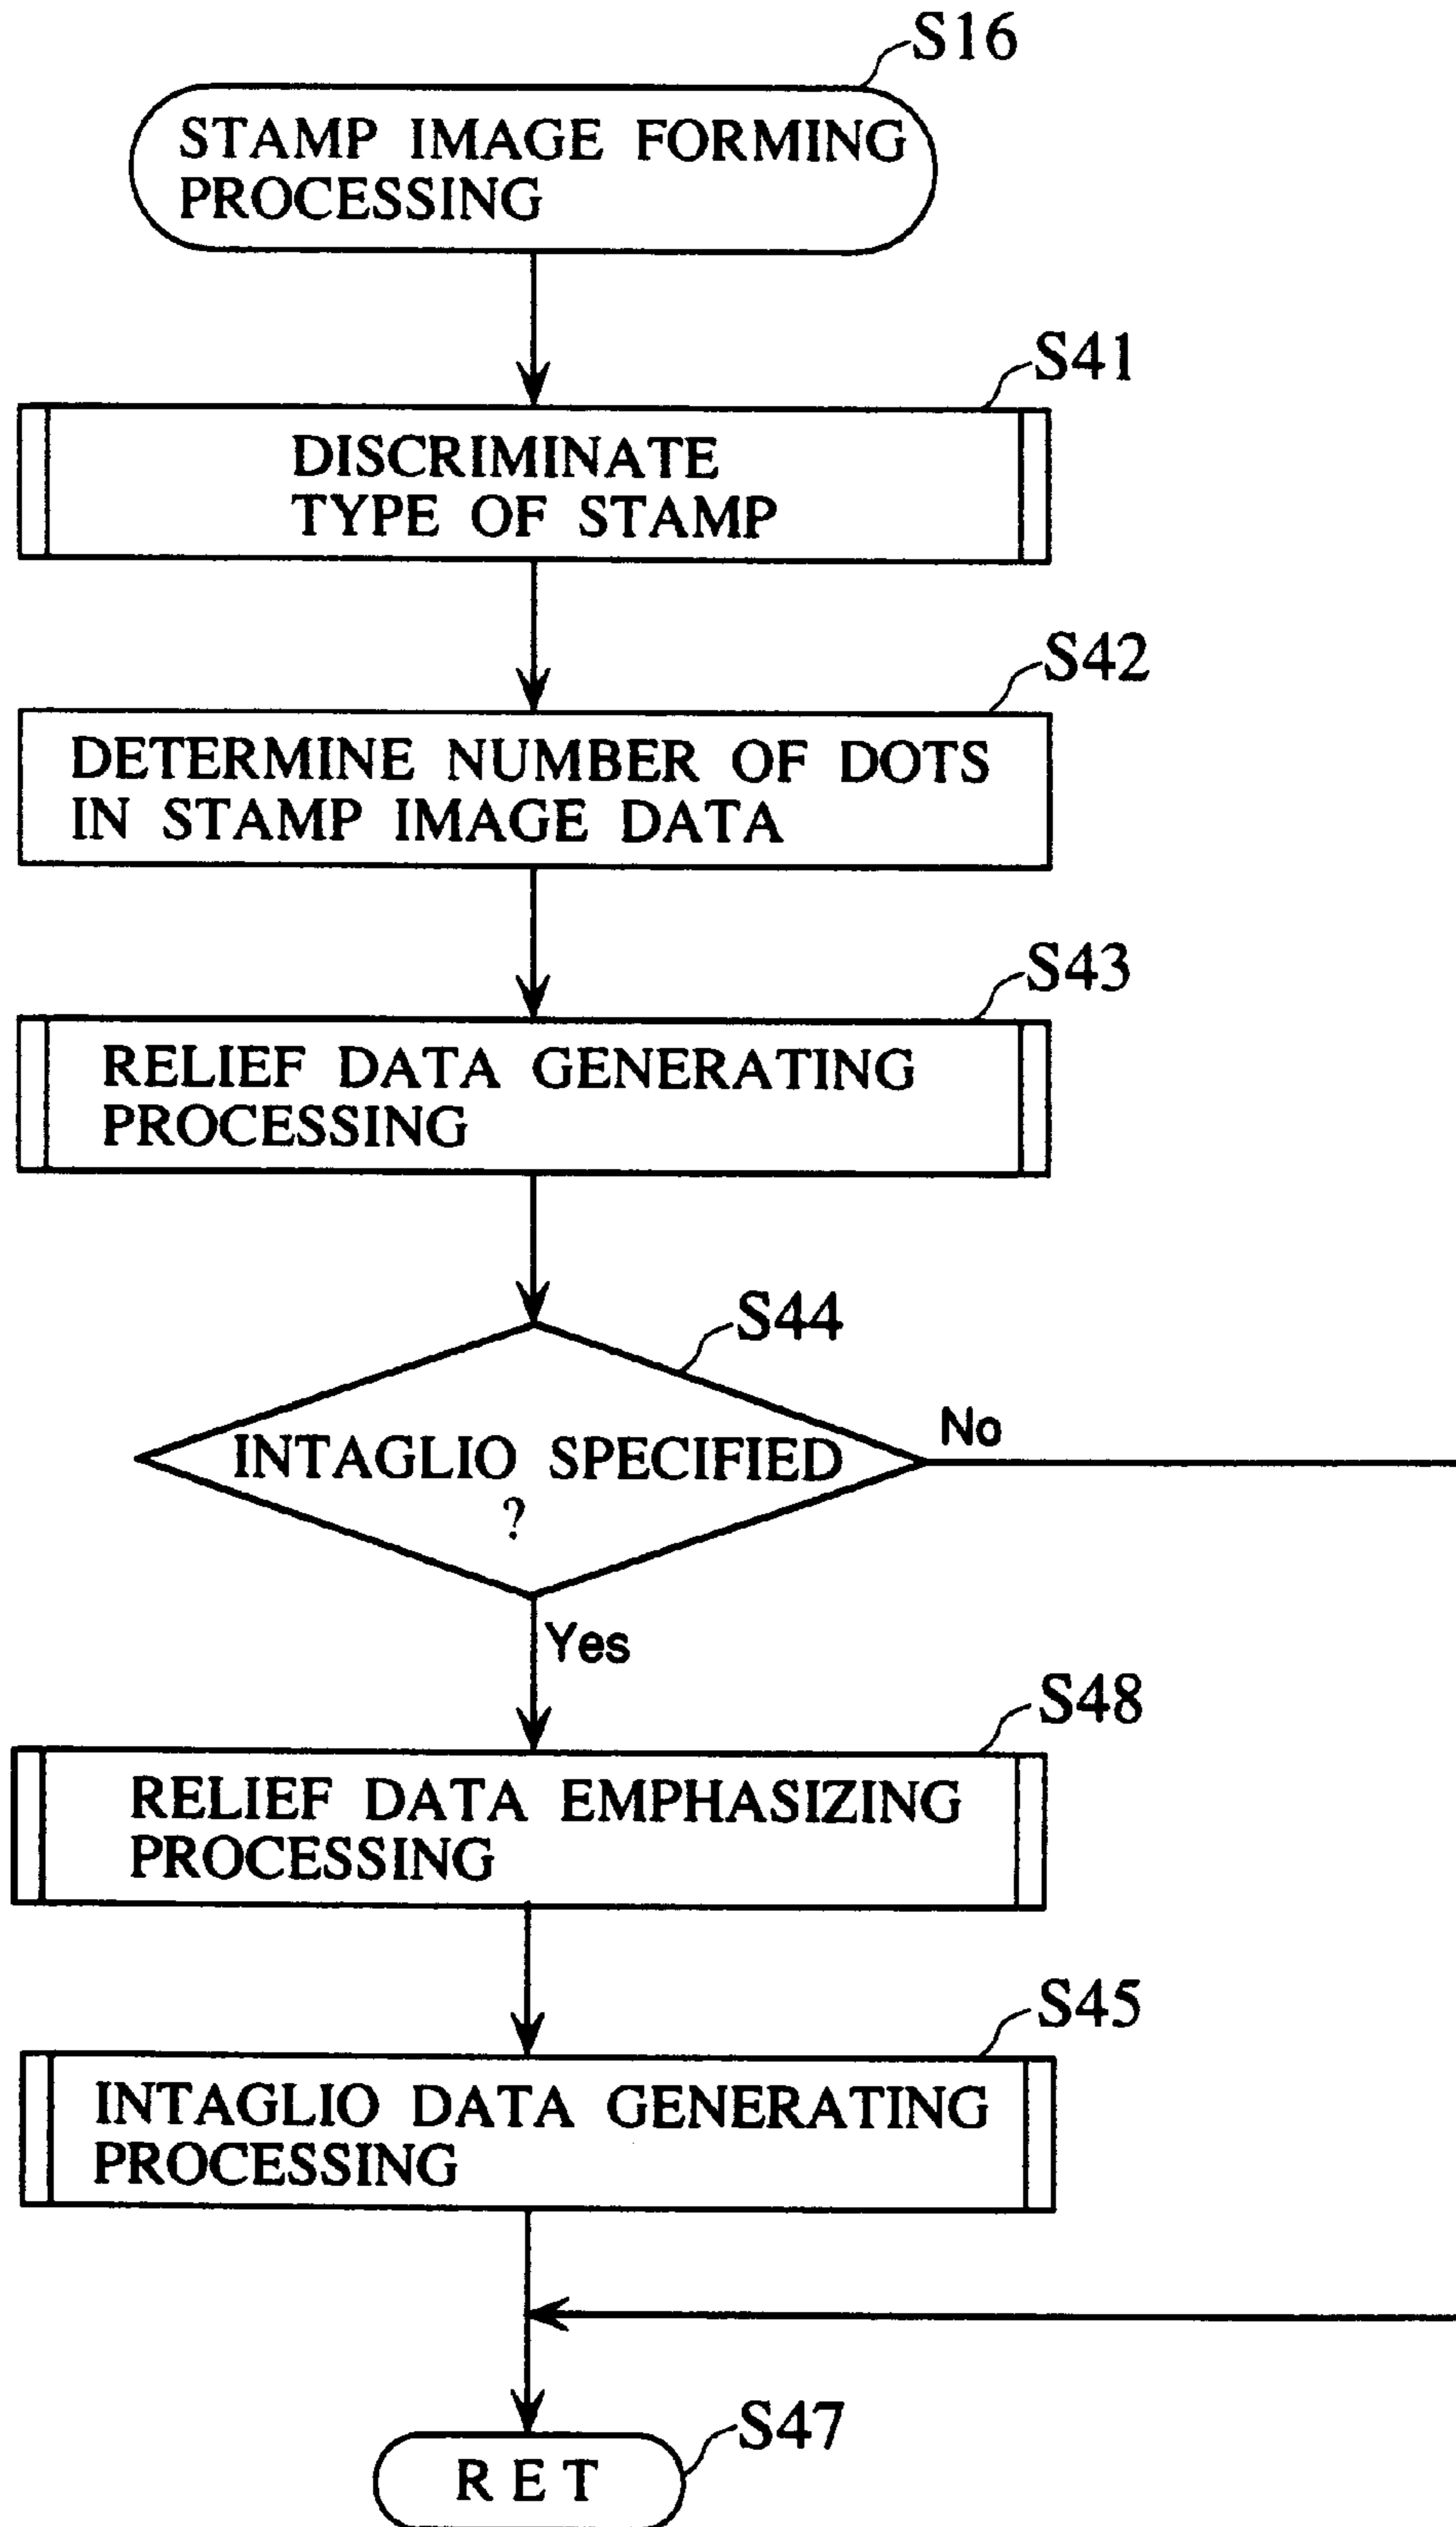 S16
STAMP IMAGE FORMING
PROCESSING
S41
DISCRIMINATE
TYPE OF STAMP
S42
DETERMINE NUMBER OF DOTS
IN STAMP IMAGE DATA
S43
RELIEF DATA GENERATING
PROCESSING
S44
INTAGLIO SPECIFIED
?
No
Yes
S48
RELIEF DATA EMPHASIZING
PROCESSING
S45
INTAGLIO DATA GENERATING
PROCESSING
S47
RET